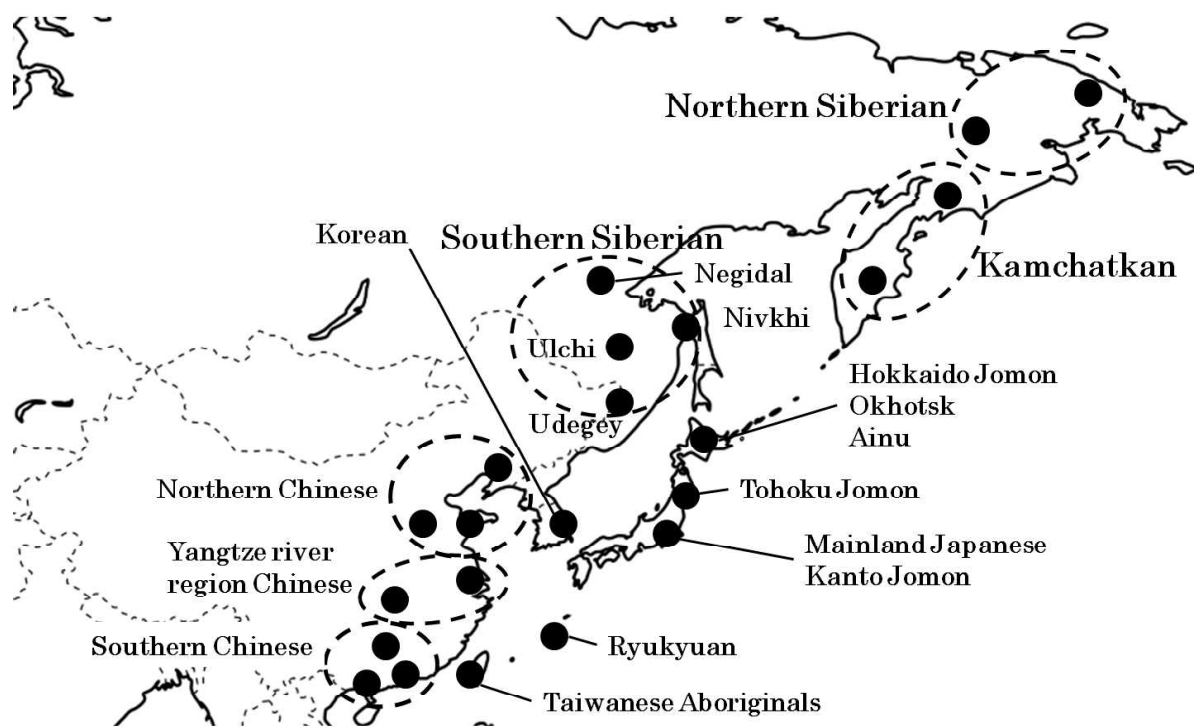 Northern Siberian
Korean
Southern Siberian
Kamchatkan
Negidal
Nivkhi
Ulchi
Hokkaido Jomon
Okhotsk
Ainu
Udegey
Northern Chinese
Tohoku Jomon
Yangtze river
region Chinese
Mainland Japanese
Kanto Jomon
Southern Chinese
Ryukyuan
Taiwanese Aboriginals